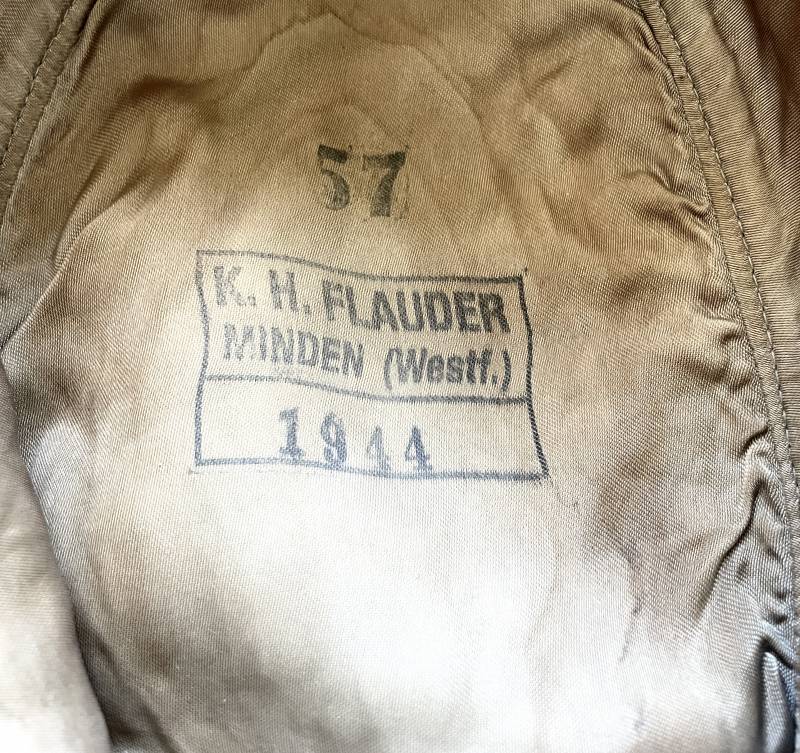 57
K. H. FLAUDER
MINDEN (Westf.)
1944